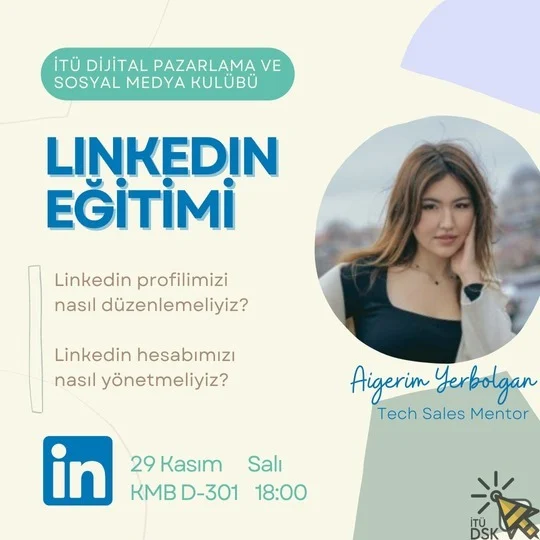 İTÜ DİJİTAL PAZARLAMA VE
SOSYAL MEDYA KULÜBÜ
LINKEDIN
EĞİTİMİ
Linkedin profilimizi
nasıl düzenlemeliyiz?
Linkedin hesabımızı
nasıl yönetmeliyiz?
Aigerim Yerbolgan
Tech Sales Mentor
in
29 Kasım Salı
KMB D-301 18:00
İTÜ
DSK